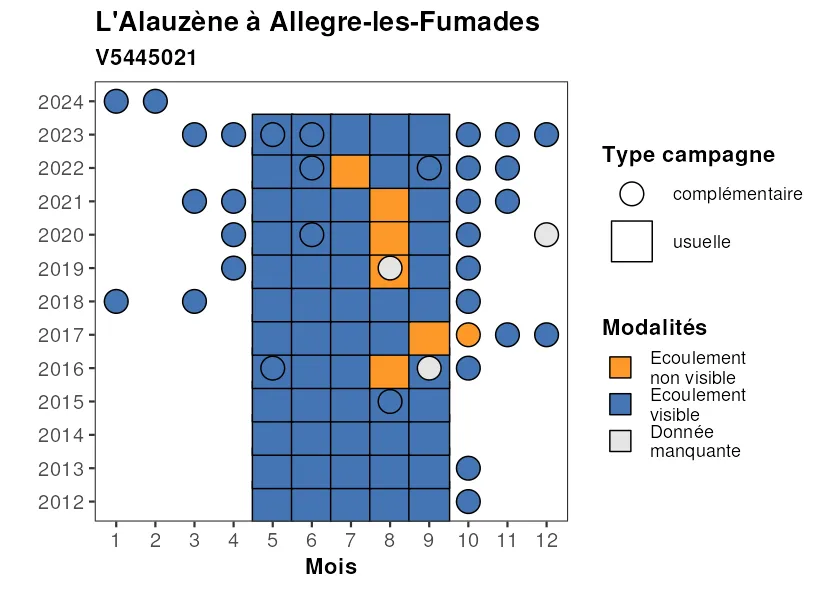 L'Alauzène à Allegre-les-Fumades
V5445021
2024
2023
2022
2021
2020
2019
2018
2017
2016
2015
2014
2013
2012
1 2 3 4 5 6 7 8 9 10 11 12
Mois
Type campagne
complémentaire
usuelle
Modalités
Ecoulement
non visible
Ecoulement
visible
Donnée
manquante